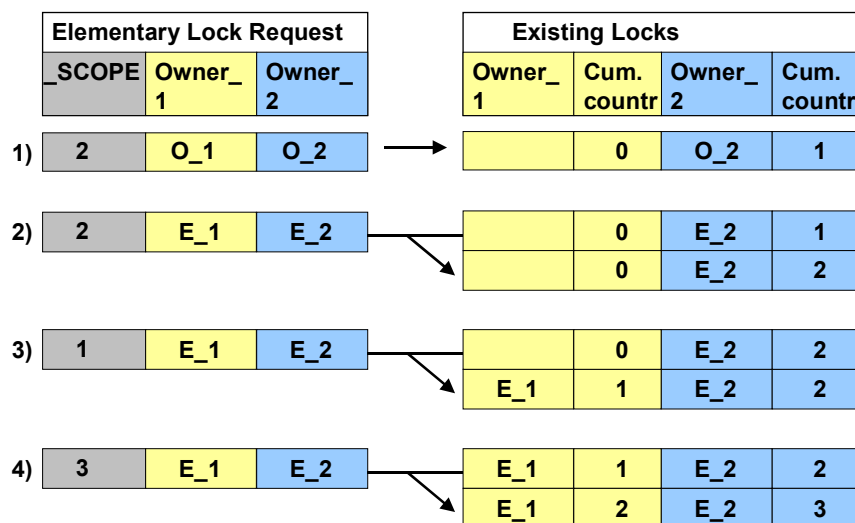 Elementary Lock Request Existing Locks
_SCOPE Owner_ Owner_ Owner_ Cum. Owner_ Cum.
1 2 1 countr 2 countr
1) 2 O_1 O_2 0 O_2 1
2) 2 E_1 E_2 0 E_2 1
0 E_2 2
3) 1 E_1 E_2 0 E_2 2
E_1 1 E_2 2
4) 3 E_1 E_2 E_1 1 E_2 2
E_1 2 E_2 3